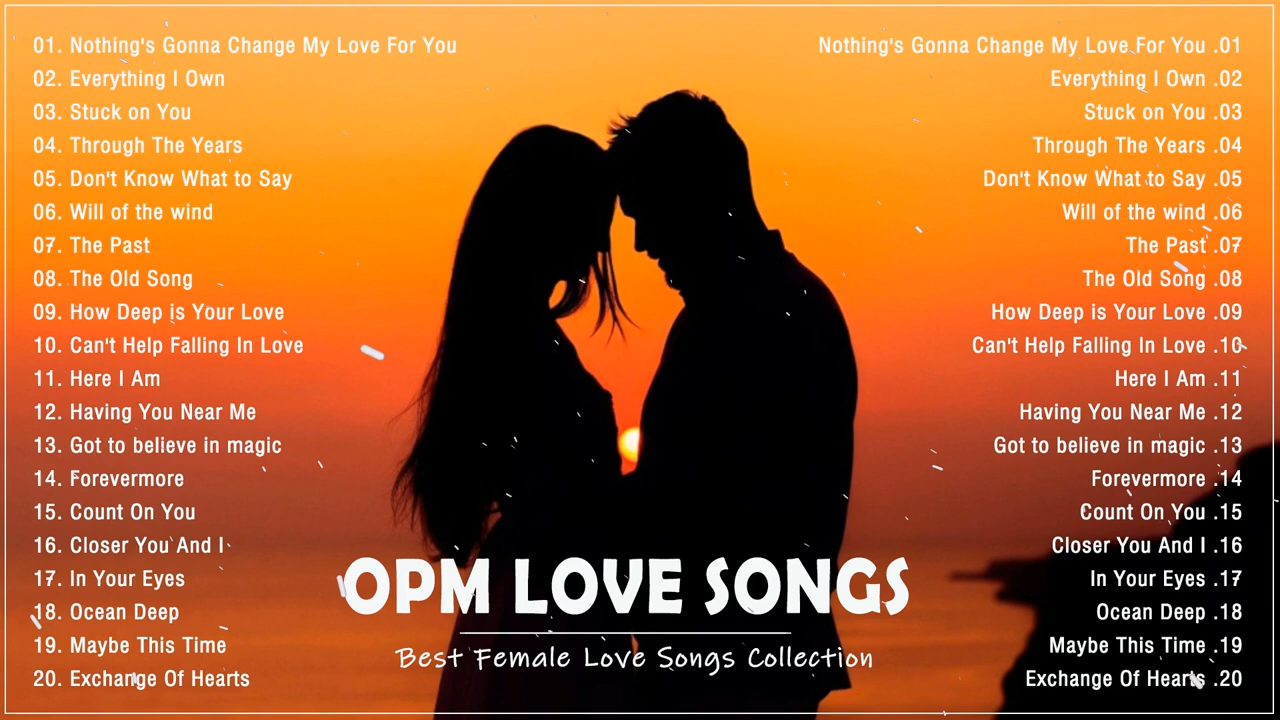 01. Nothing's Gonna Change My Love For You
02. Everything I Own
03. Stuck on You
04. Through The Years
05. Don't Know What to Say
06. Will of the wind
07. The Past
08. The Old Song
09. How Deep is Your Love
10. Can't Help Falling In Love
11. Here I Am
12. Having You Near Me
13. Got to believe in magic
14. Forevermore
15. Count On You
16. Closer You And I
17. In Your Eyes
18. Ocean Deep
19. Maybe This Time
20. Exchange Of Hearts
Nothing's Gonna Change My Love For You .01
Everything I Own .02
Stuck on You .03
Through The Years .04
Don't Know What to Say .05
Will of the wind .06
The Past .07
The Old Song .08
How Deep is Your Love .09
Can't Help Falling In Love .10
Here I Am .11
Having You Near Me .12
Got to believe in magic .13
Forevermore .14
Count On You .15
Closer You And I .16
In Your Eyes .17
Ocean Deep .18
Maybe This Time .19
Exchange Of Hearts .20
OPM LOVE SONGS
Best Female Love Songs Collection